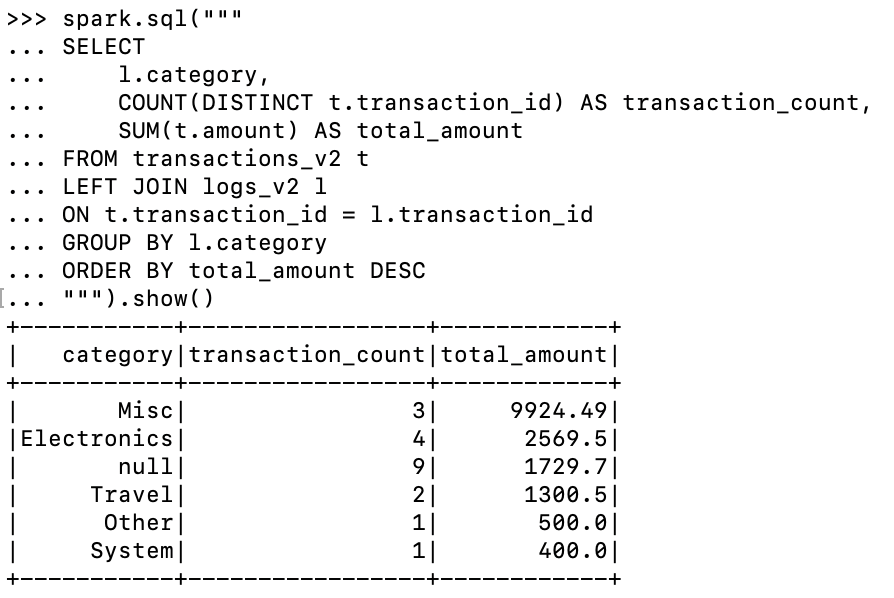 >>> spark.sql("""
... SELECT
...     l.category,
...     COUNT(DISTINCT t.transaction_id) AS transaction_count,
...     SUM(t.amount) AS total_amount
... FROM transactions_v2 t
... LEFT JOIN logs_v2 l
... ON t.transaction_id = l.transaction_id
... GROUP BY l.category
... ORDER BY total_amount DESC
[... """).show()
+-----------+-----------------+------------+
|   category|transaction_count|total_amount|
+-----------+-----------------+------------+
|       Misc|                3|     9924.49|
|Electronics|                4|      2569.5|
|       null|                9|      1729.7|
|     Travel|                2|      1300.5|
|      Other|                1|       500.0|
|     System|                1|       400.0|
+-----------+-----------------+------------+